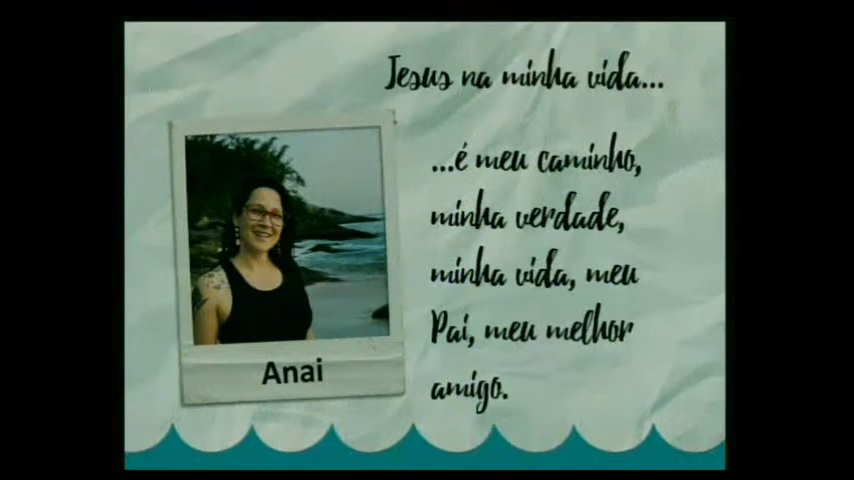 Jesus na minha vida...
...é meu caminho,
minha verdade,
minha vida, meu
Pai, meu melhor
amigo.
Anai